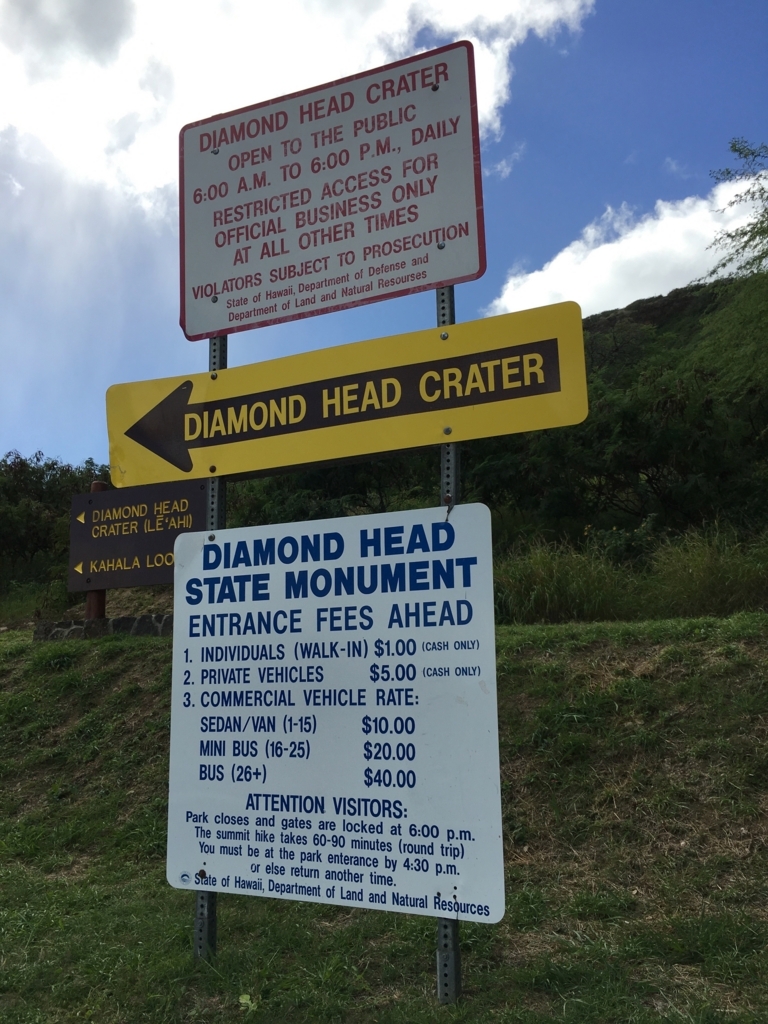 DIAMOND HEAD CRATER
OPEN TO THE PUBLIC
6:00 A.M. TO 6:00 P.M., DAILY
RESTRICTED ACCESS FOR
OFFICIAL BUSINESS ONLY
AT ALL OTHER TIMES
VIOLATORS SUBJECT TO PROSECUTION
State of Hawaii, Department of Defense and
Department of Land and Natural Resourses
DIAMOND HEAD CRATER
DIAMOND HEAD
CRATER (LĒ'AHI)
KAHALA LOO
DIAMOND HEAD
STATE MONUMENT
ENTRANCE FEES AHEAD
1. INDIVIDUALS (WALK-IN) $1.00 (CASH ONLY)
2. PRIVATE VEHICLES $5.00 (CASH ONLY)
3. COMMERCIAL VEHICLE RATE:
SEDAN/VAN (1-15) $10.00
MINI BUS (16-25) $20.00
BUS (26+) $40.00
ATTENTION VISITORS:
Park closes and gates are locked at 6:00 p.m.
The summit hike takes 60-90 minutes (round trip)
You must be at the park entrance by 4:30 p.m.
or else return another time.
State of Hawaii, Department of Land and Natural Resources